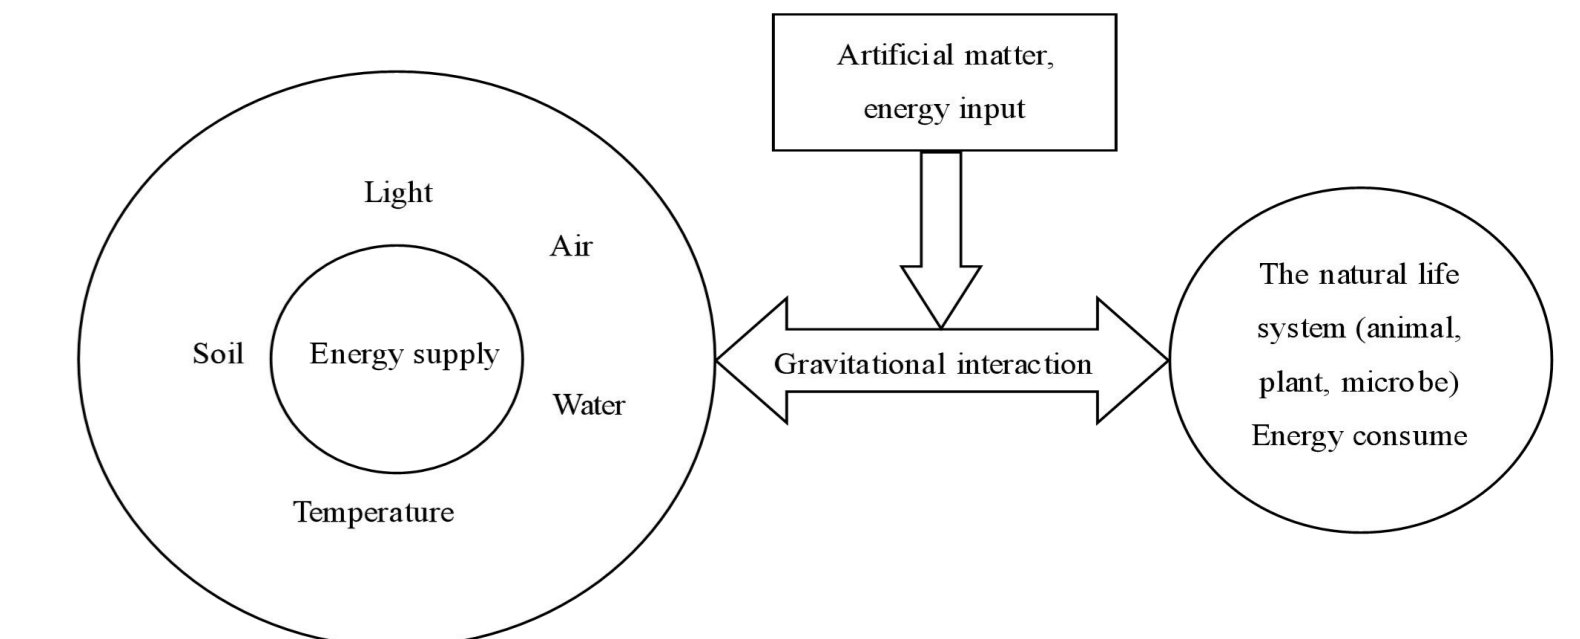 Artificial matter,
energy input
Light
Air
Soil
Energy supply
Water
Temperature
Gravitational interaction
The natural life
system (animal,
plant, microbe)
Energy consume